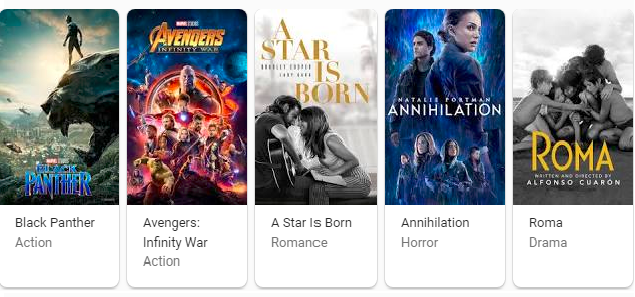 MARVEL STUDIOS
BLACK
PANTHER
Black Panther
Action
MARVEL STUDIOS
AVENGERS
INFINITY WAR
Avengers:
Infinity War
Action
A
STAR
BRADLEY COOPER
LADY GAGA
IS
BORN
A Star Is Born
Romance
NATALIE PORTMAN
ANNIHILATION
Annihilation
Horror
ROMA
WRITTEN AND DIRECTED BY
ALFONSO CUARÓN
Roma
Drama